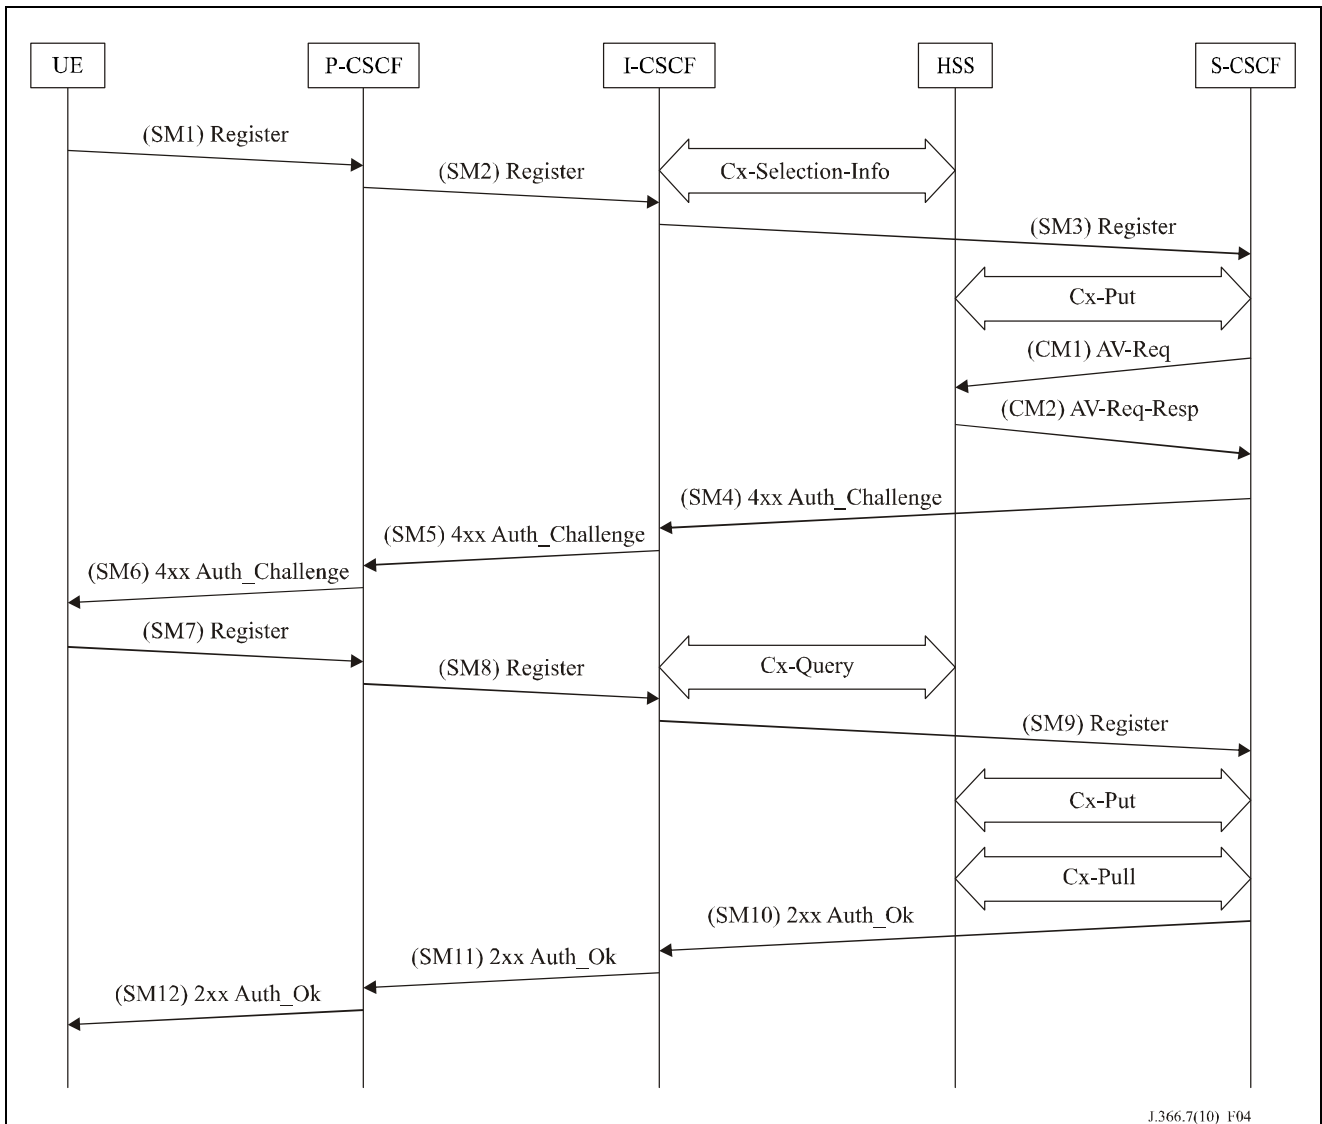 UE
P-CSCF
I-CSCF
HSS
S-CSCF
(SM1) Register
(SM2) Register
Cx-Selection-Info
(SM3) Register
Cx-Put
(CM1) AV-Req
(CM2) AV-Req-Resp
(SM4) 4xx Auth_Challenge
(SM5) 4xx Auth_Challenge
(SM6) 4xx Auth_Challenge
(SM7) Register
(SM8) Register
Cx-Query
(SM9) Register
Cx-Put
Cx-Pull
(SM10) 2xx Auth_Ok
(SM11) 2xx Auth_Ok
(SM12) 2xx Auth_Ok
J.366.7(10)_F04